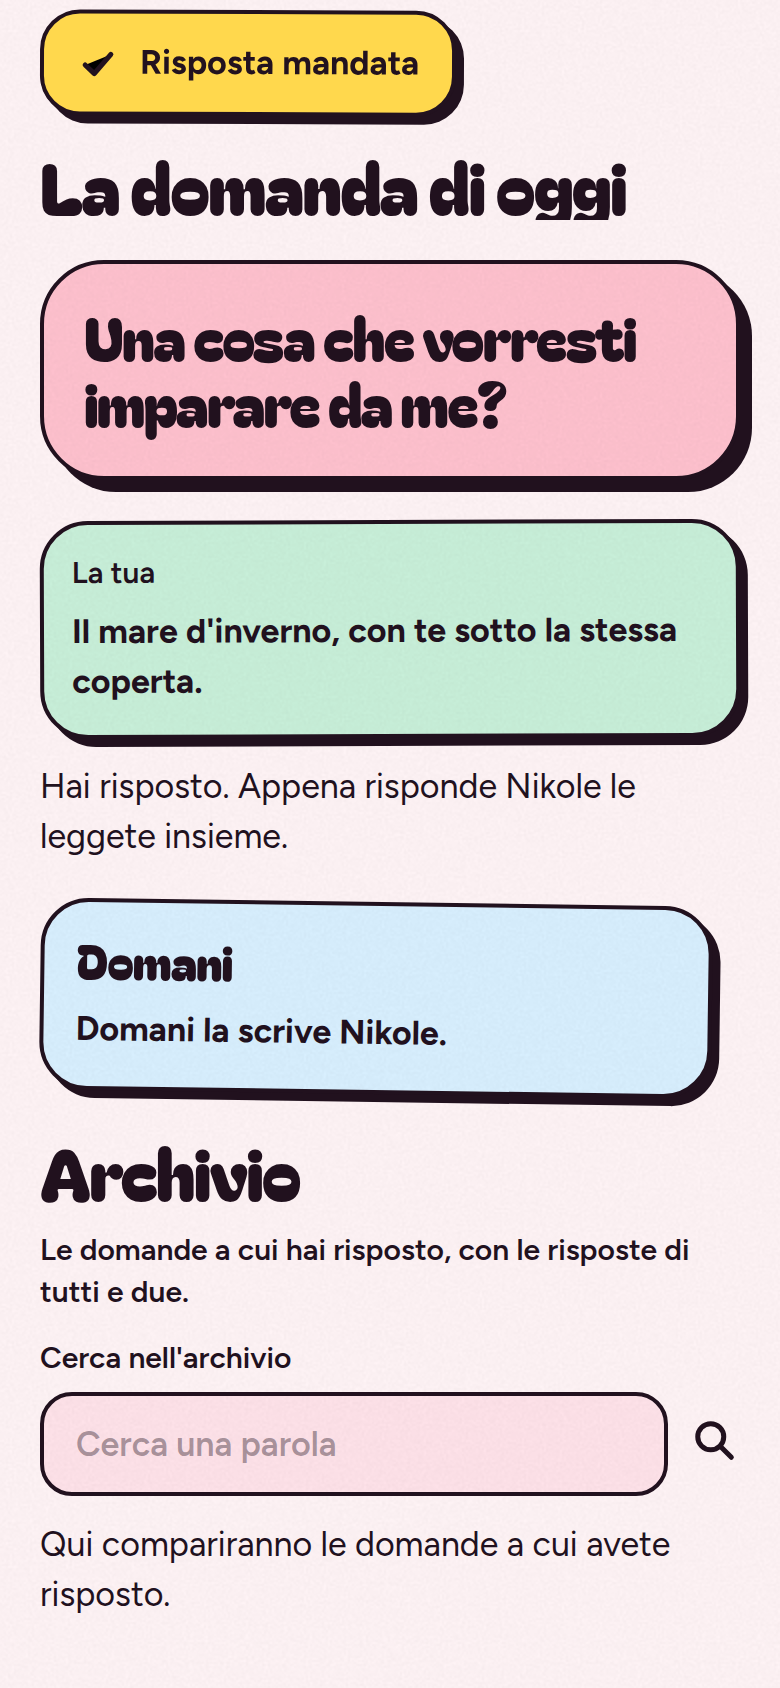 Risposta mandata
La domanda di oggi
Una cosa che vorresti
imparare da me?
La tua
Il mare d'inverno, con te sotto la stessa
coperta.
Hai risposto. Appena risponde Nikole le
leggete insieme.
Domani
Domani la scrive Nikole.
Archivio
Le domande a cui hai risposto, con le risposte di
tutti e due.
Cerca nell'archivio
Cerca una parola
Qui compariranno le domande a cui avete
risposto.